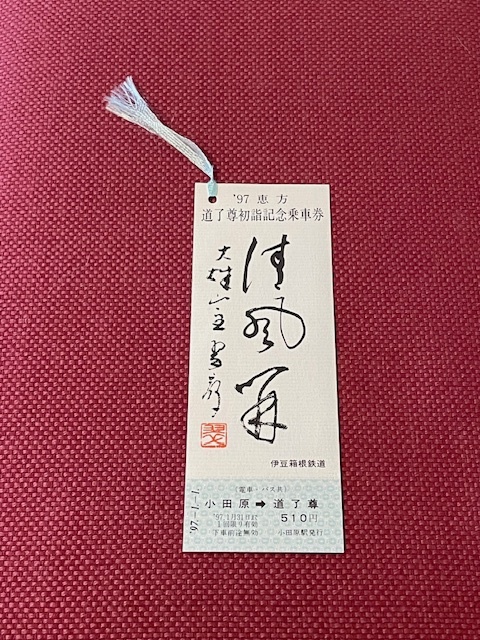 '97 恵方
道了尊初詣記念乗車券
清風
大雄
伊豆箱根鉄道
(電車・バス共)
小田原➡道了尊
'97.1月31日まで
1回限り有効
下車前途無効
510円
小田原駅発行
'97.-1.-1